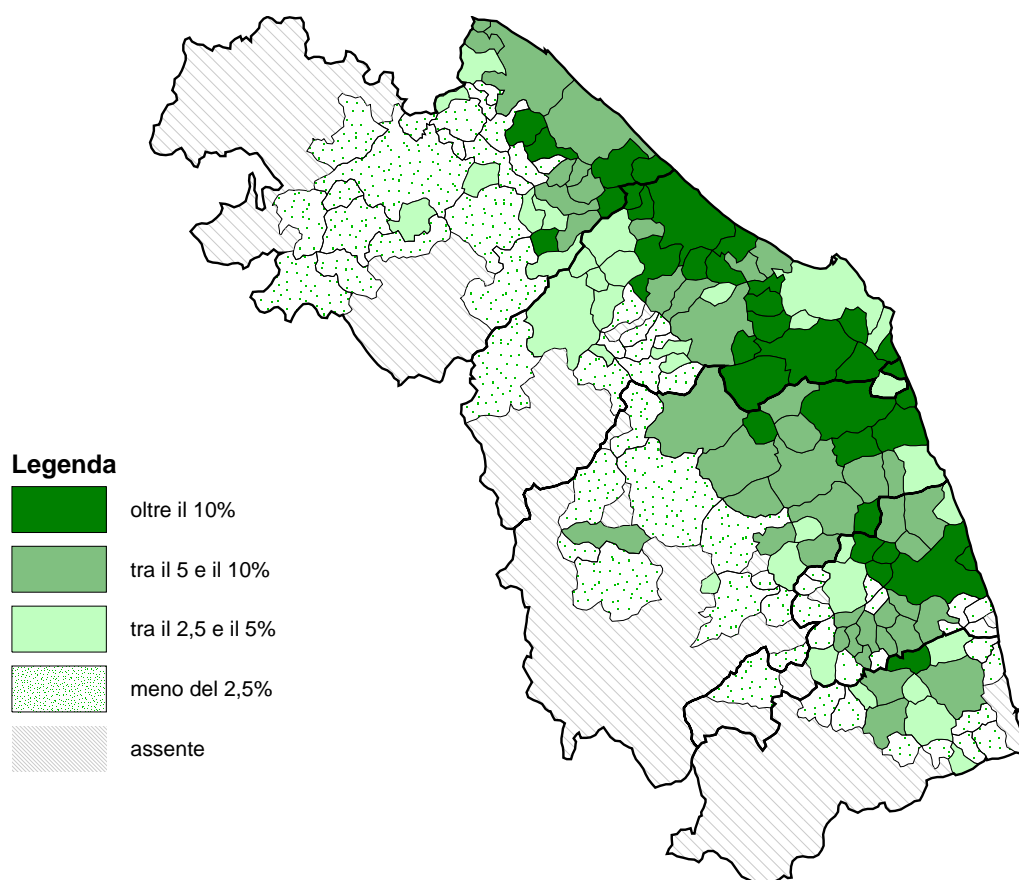 Legenda
oltre il 10%
tra il 5 e il 10%
tra il 2,5 e il 5%
meno del 2,5%
assente